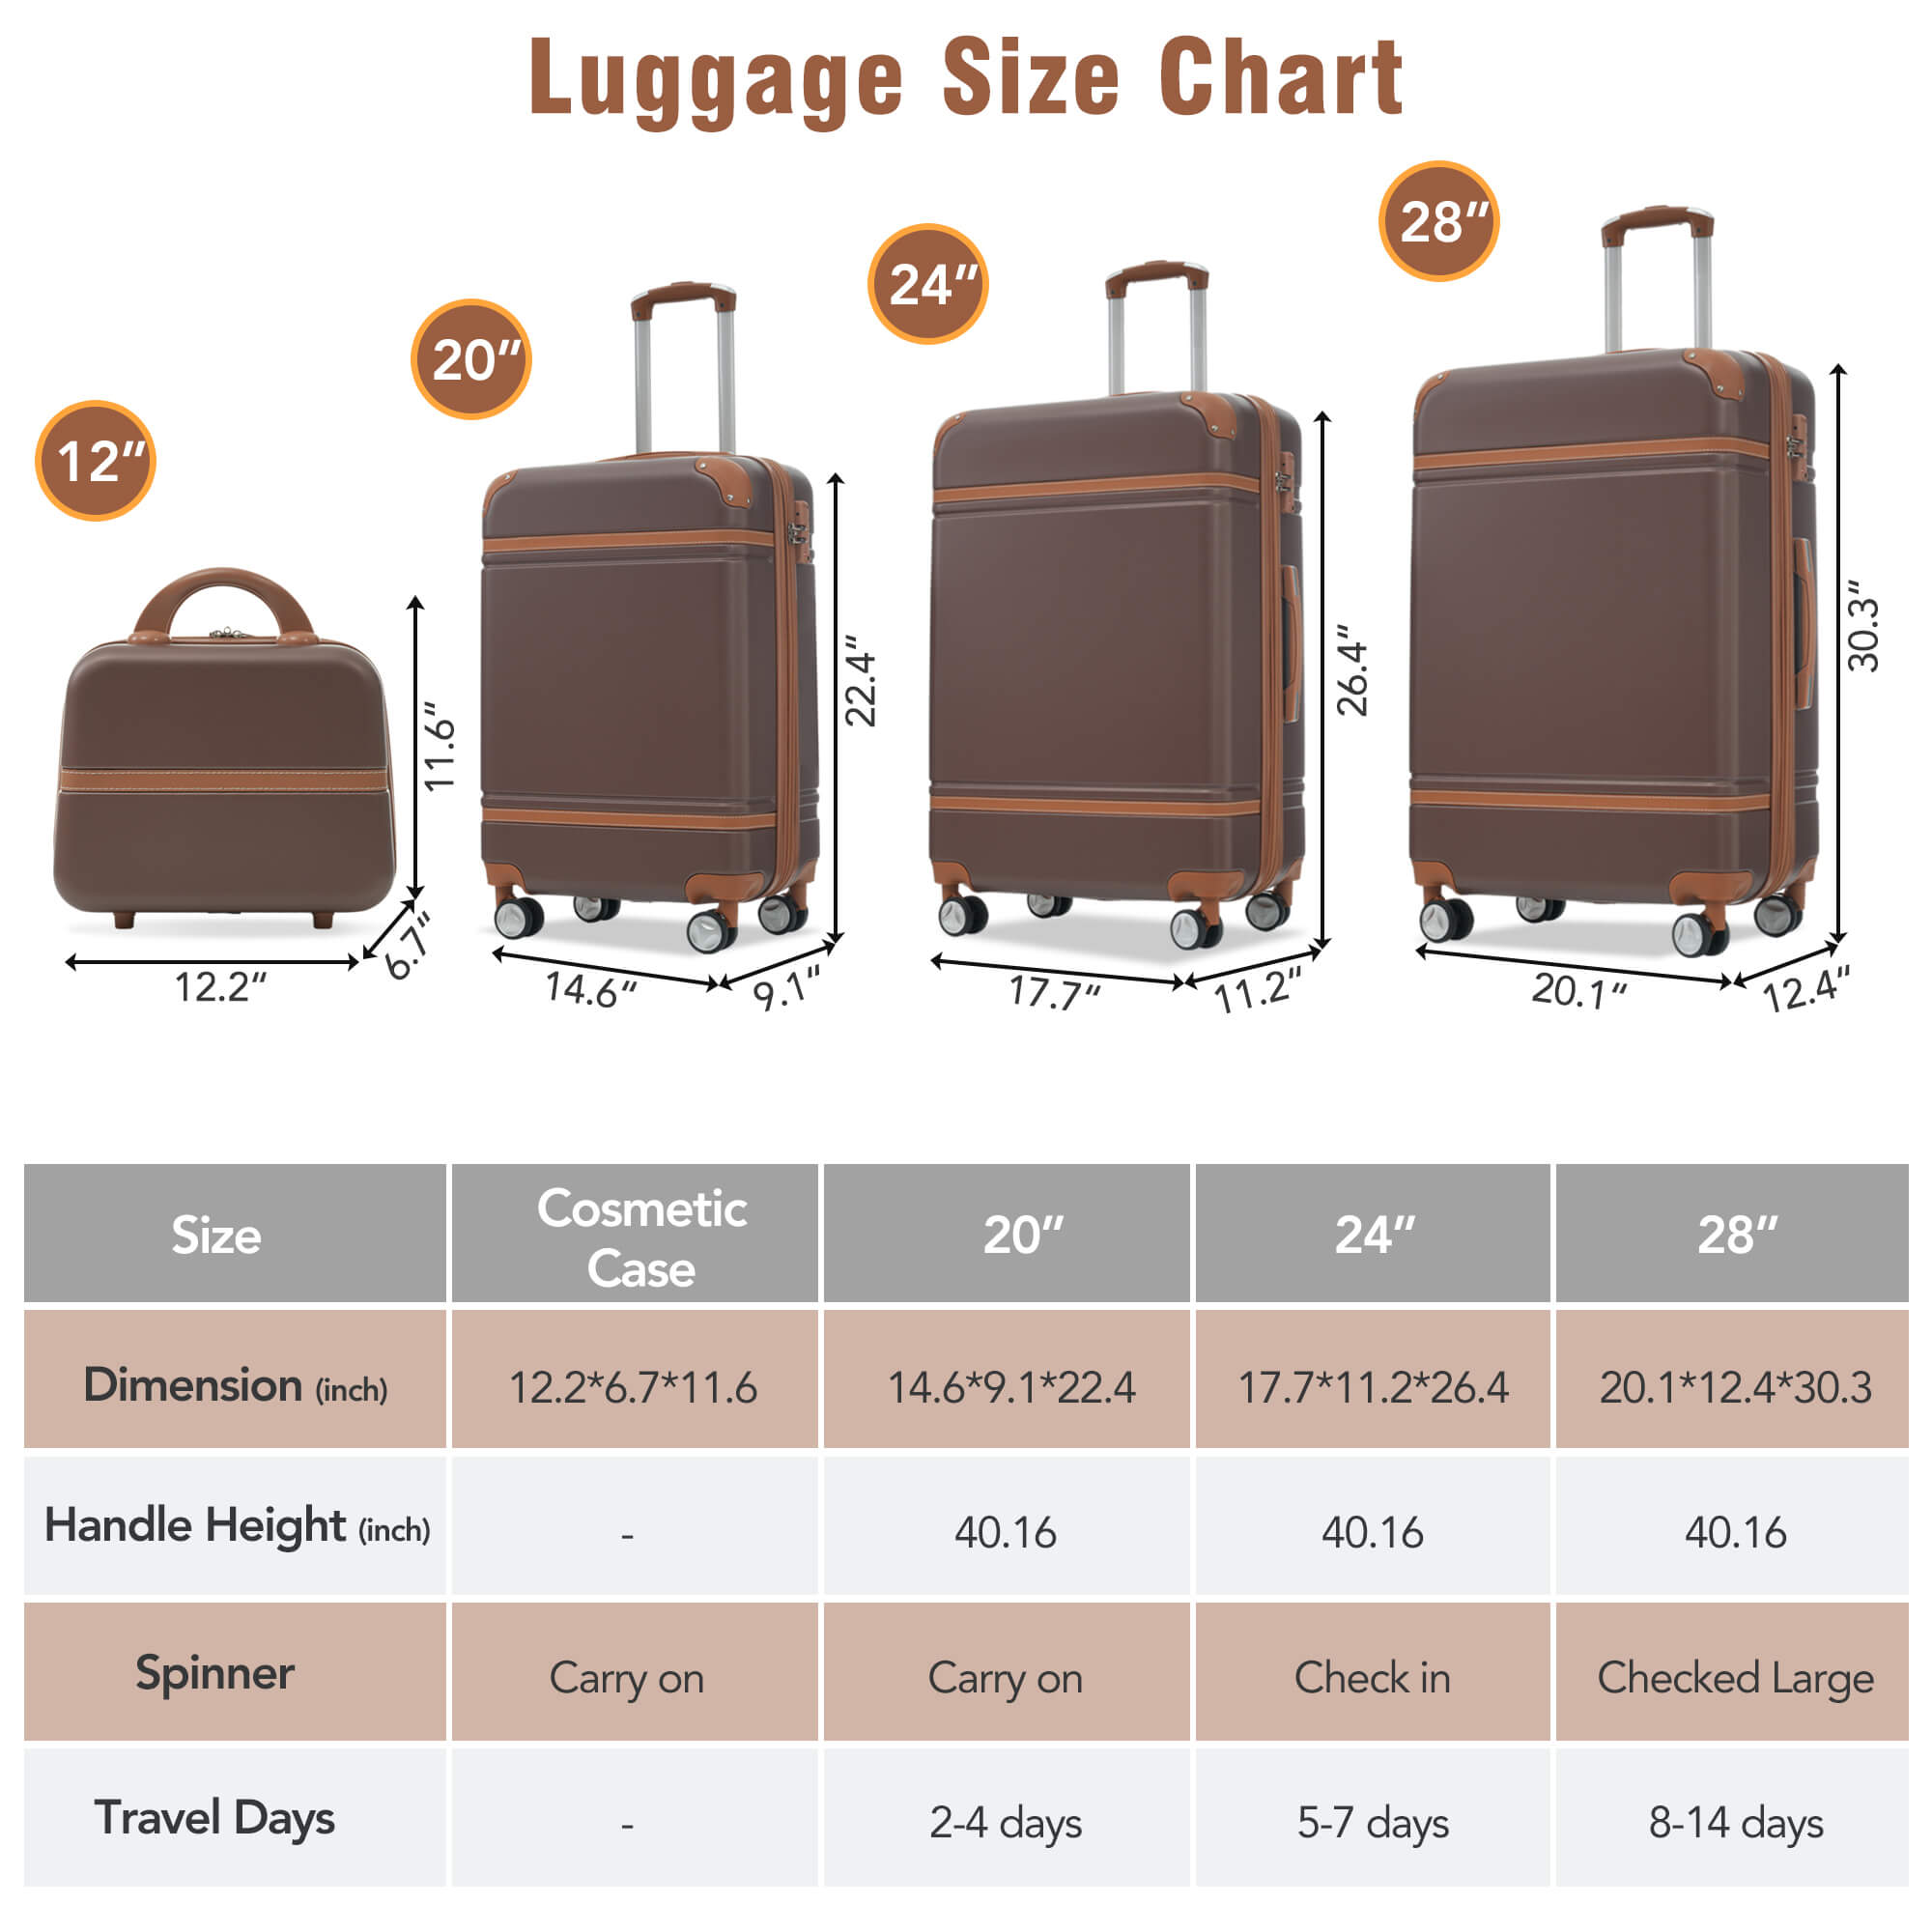 Luggage Size Chart
12"
20"
24"
28"
11.6"
6.7"
12.2"
22.4"
14.6"
9.1"
26.4"
17.7"
11.2"
30.3"
20.1"
12.4"
Size Cosmetic Case 20" 24" 28"
Dimension (inch) 12.2*6.7*11.6 14.6*9.1*22.4 17.7*11.2*26.4 20.1*12.4*30.3
Handle Height (inch) - 40.16 40.16 40.16
Spinner Carry on Carry on Check in Checked Large
Travel Days - 2-4 days 5-7 days 8-14 days